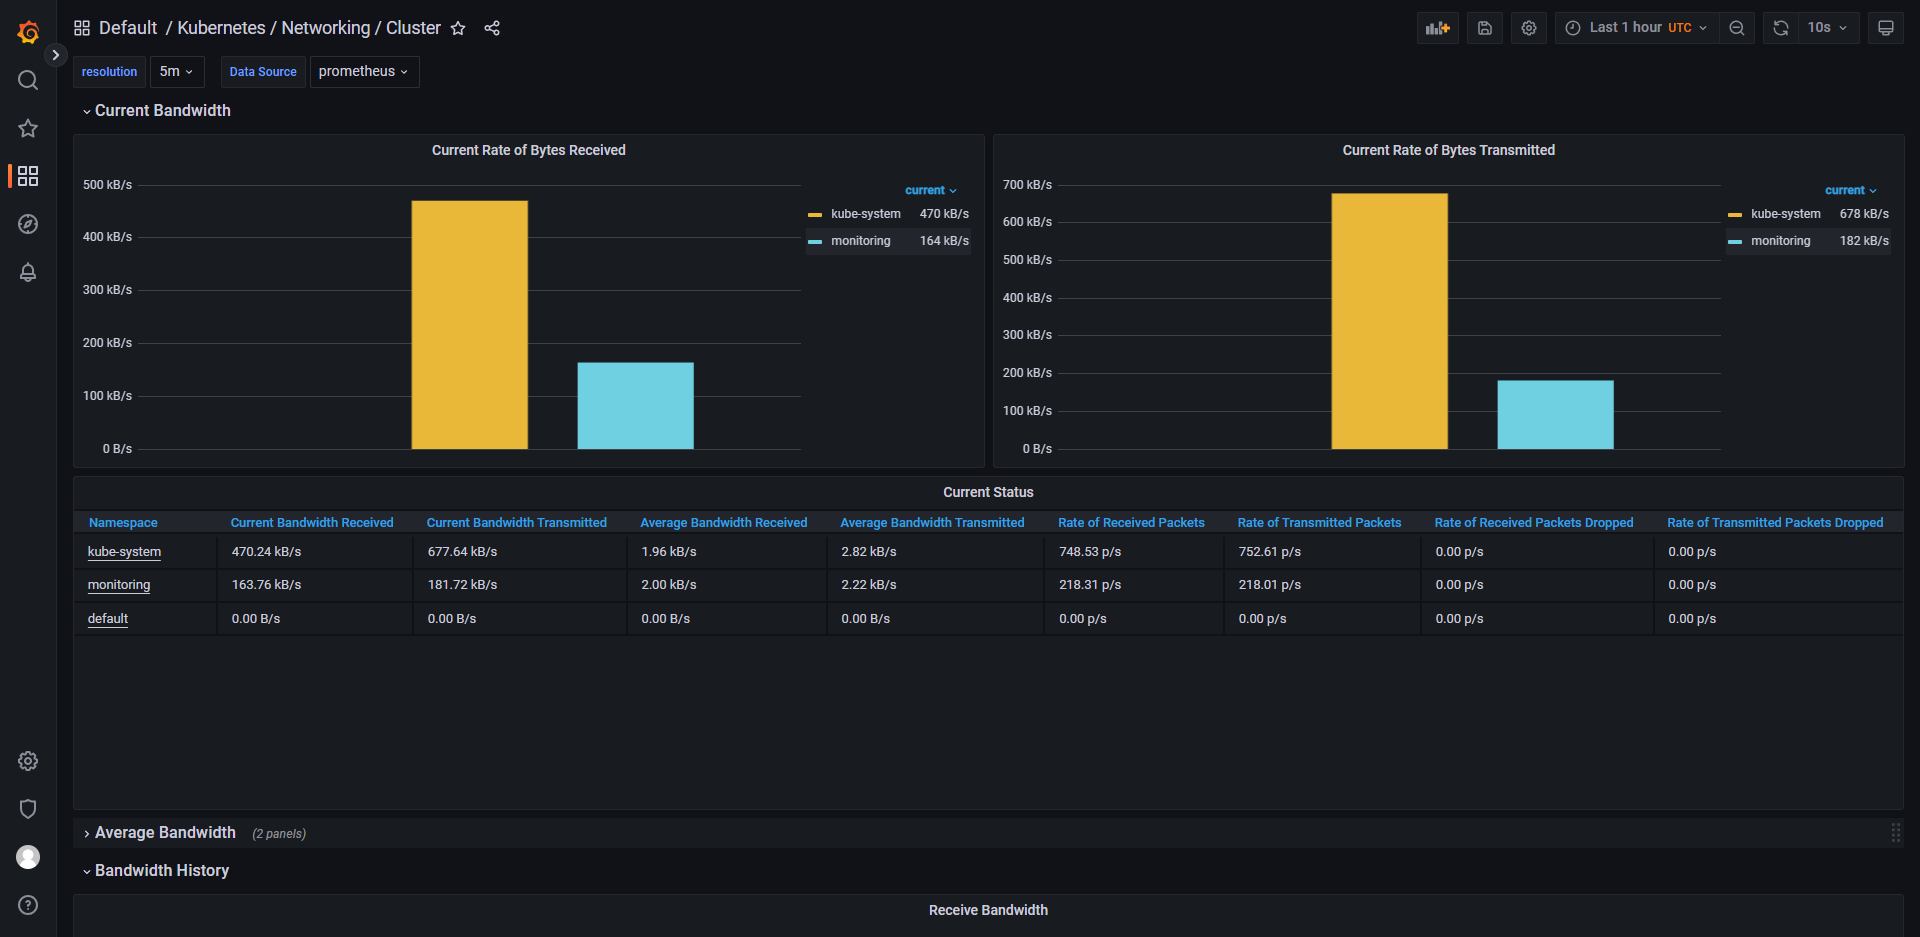 Default / Kubernetes / Networking / Cluster
Last 1 hour UTC
10s
resolution 5m Data Source prometheus
Current Bandwidth
Current Rate of Bytes Received
500 kB/s
400 kB/s
300 kB/s
200 kB/s
100 kB/s
0 B/s
current
kube-system 470 kB/s
monitoring 164 kB/s
Current Rate of Bytes Transmitted
700 kB/s
600 kB/s
500 kB/s
400 kB/s
300 kB/s
200 kB/s
100 kB/s
0 B/s
current
kube-system 678 kB/s
monitoring 182 kB/s
Current Status
Namespace Current Bandwidth Received Current Bandwidth Transmitted Average Bandwidth Received Average Bandwidth Transmitted Rate of Received Packets Rate of Transmitted Packets Rate of Received Packets Dropped Rate of Transmitted Packets Dropped
kube-system 470.24 kB/s 677.64 kB/s 1.96 kB/s 2.82 kB/s 748.53 p/s 752.61 p/s 0.00 p/s 0.00 p/s
monitoring 163.76 kB/s 181.72 kB/s 2.00 kB/s 2.22 kB/s 218.31 p/s 218.01 p/s 0.00 p/s 0.00 p/s
default 0.00 B/s 0.00 B/s 0.00 B/s 0.00 B/s 0.00 p/s 0.00 p/s 0.00 p/s 0.00 p/s
Average Bandwidth (2 panels)
Bandwidth History
Receive Bandwidth